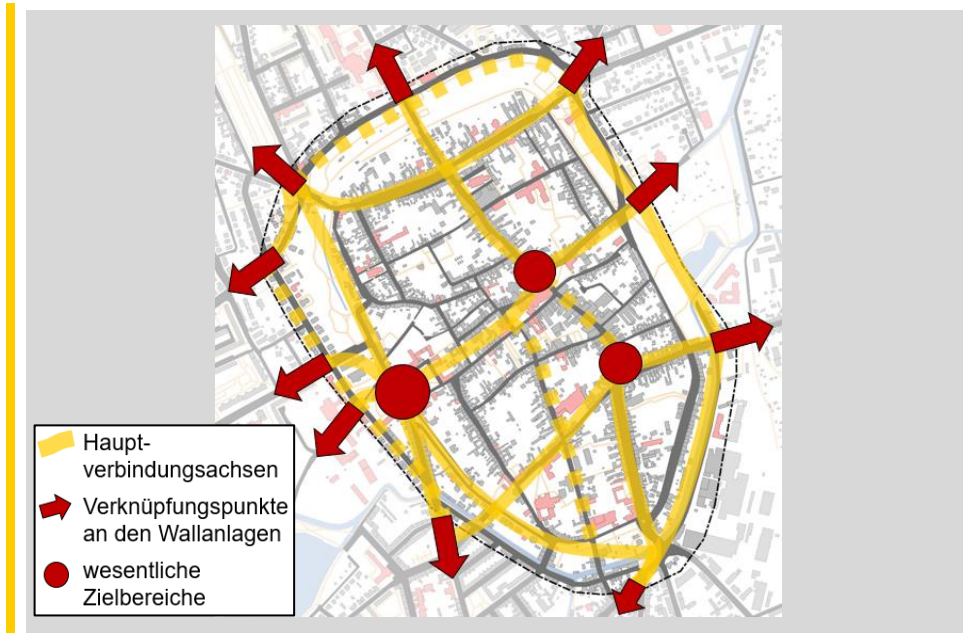 Haupt-
verbindungsachsen
Verknüpfungspunkte
an den Wallanlagen
wesentliche
Zielbereiche